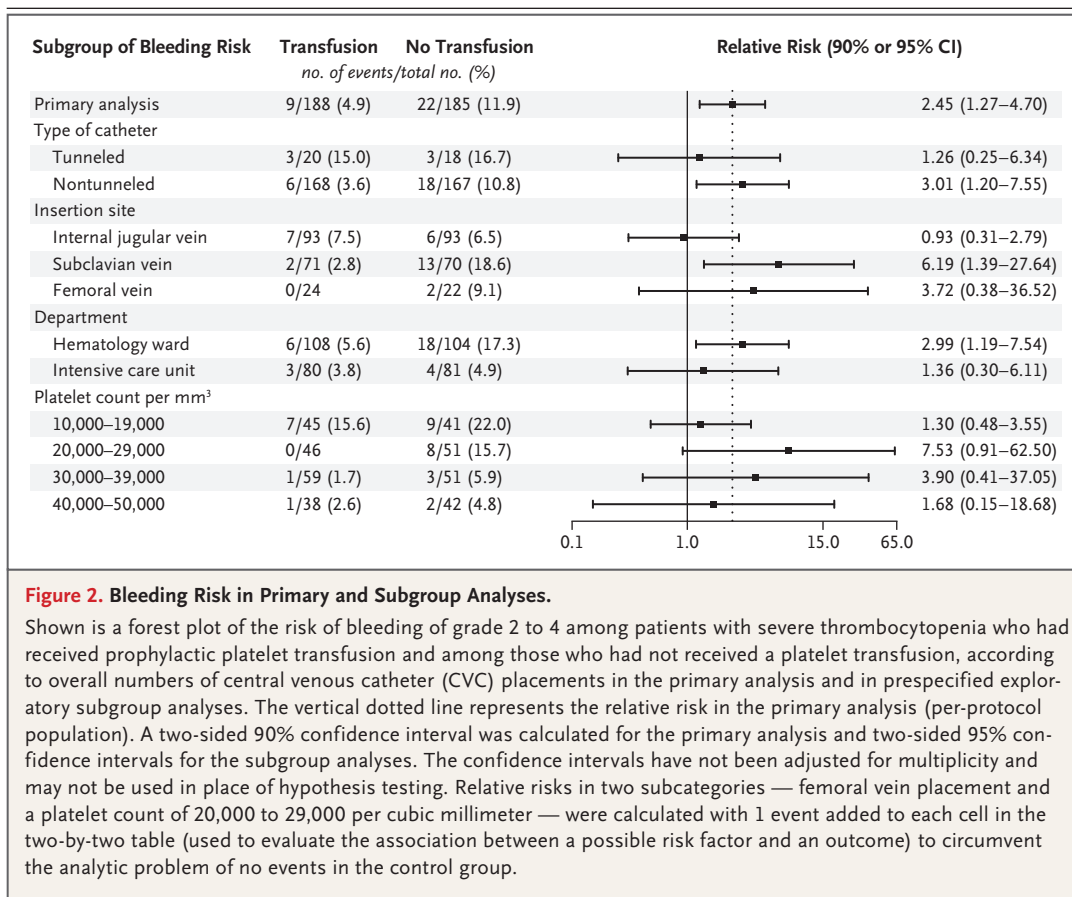 Subgroup of Bleeding Risk Transfusion No Transfusion Relative Risk (90% or 95% CI)
no. of events/total no. (%)
Primary analysis 9/188 (4.9) 22/185 (11.9) 2.45 (1.27–4.70)
Type of catheter
Tunneled 3/20 (15.0) 3/18 (16.7) 1.26 (0.25–6.34)
Nontunneled 6/168 (3.6) 18/167 (10.8) 3.01 (1.20–7.55)
Insertion site
Internal jugular vein 7/93 (7.5) 6/93 (6.5) 0.93 (0.31–2.79)
Subclavian vein 2/71 (2.8) 13/70 (18.6) 6.19 (1.39–27.64)
Femoral vein 0/24 2/22 (9.1) 3.72 (0.38–36.52)
Department
Hematology ward 6/108 (5.6) 18/104 (17.3) 2.99 (1.19–7.54)
Intensive care unit 3/80 (3.8) 4/81 (4.9) 1.36 (0.30–6.11)
Platelet count per mm³
10,000–19,000 7/45 (15.6) 9/41 (22.0) 1.30 (0.48–3.55)
20,000–29,000 0/46 8/51 (15.7) 7.53 (0.91–62.50)
30,000–39,000 1/59 (1.7) 3/51 (5.9) 3.90 (0.41–37.05)
40,000–50,000 1/38 (2.6) 2/42 (4.8) 1.68 (0.15–18.68)
0.1 1.0 15.0 65.0
Figure 2. Bleeding Risk in Primary and Subgroup Analyses.
Shown is a forest plot of the risk of bleeding of grade 2 to 4 among patients with severe thrombocytopenia who had
received prophylactic platelet transfusion and among those who had not received a platelet transfusion, according
to overall numbers of central venous catheter (CVC) placements in the primary analysis and in prespecified explor-
atory subgroup analyses. The vertical dotted line represents the relative risk in the primary analysis (per-protocol
population). A two-sided 90% confidence interval was calculated for the primary analysis and two-sided 95% con-
fidence intervals for the subgroup analyses. The confidence intervals have not been adjusted for multiplicity and
may not be used in place of hypothesis testing. Relative risks in two subcategories — femoral vein placement and
a platelet count of 20,000 to 29,000 per cubic millimeter — were calculated with 1 event added to each cell in the
two-by-two table (used to evaluate the association between a possible risk factor and an outcome) to circumvent
the analytic problem of no events in the control group.